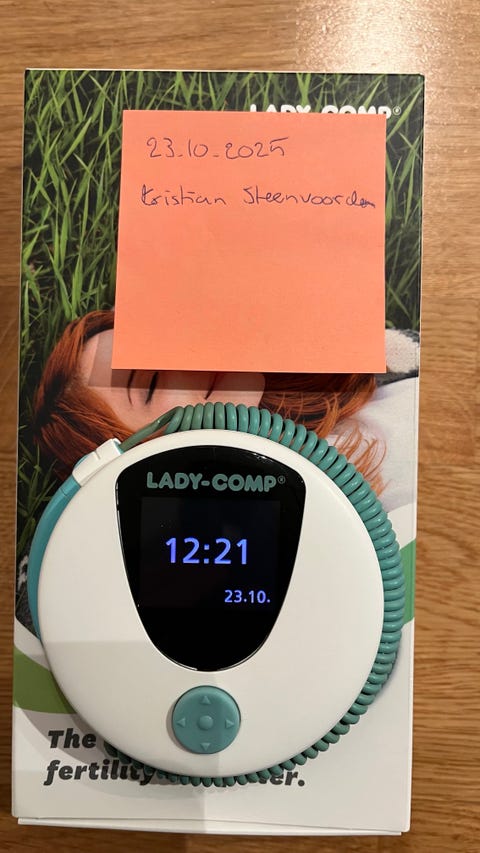 LADY-COMP®
23.10.2025
Kristian Steenvoorden
LADY-COMP®
12:21
23.10.
The
fertility